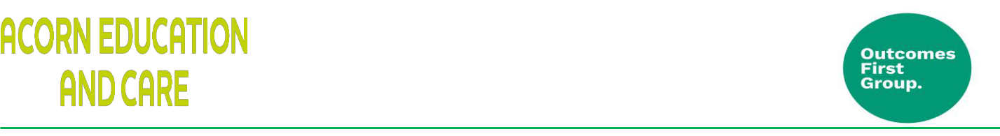 ACORN EDUCATION
AND CARE
Outcomes
First
Group.